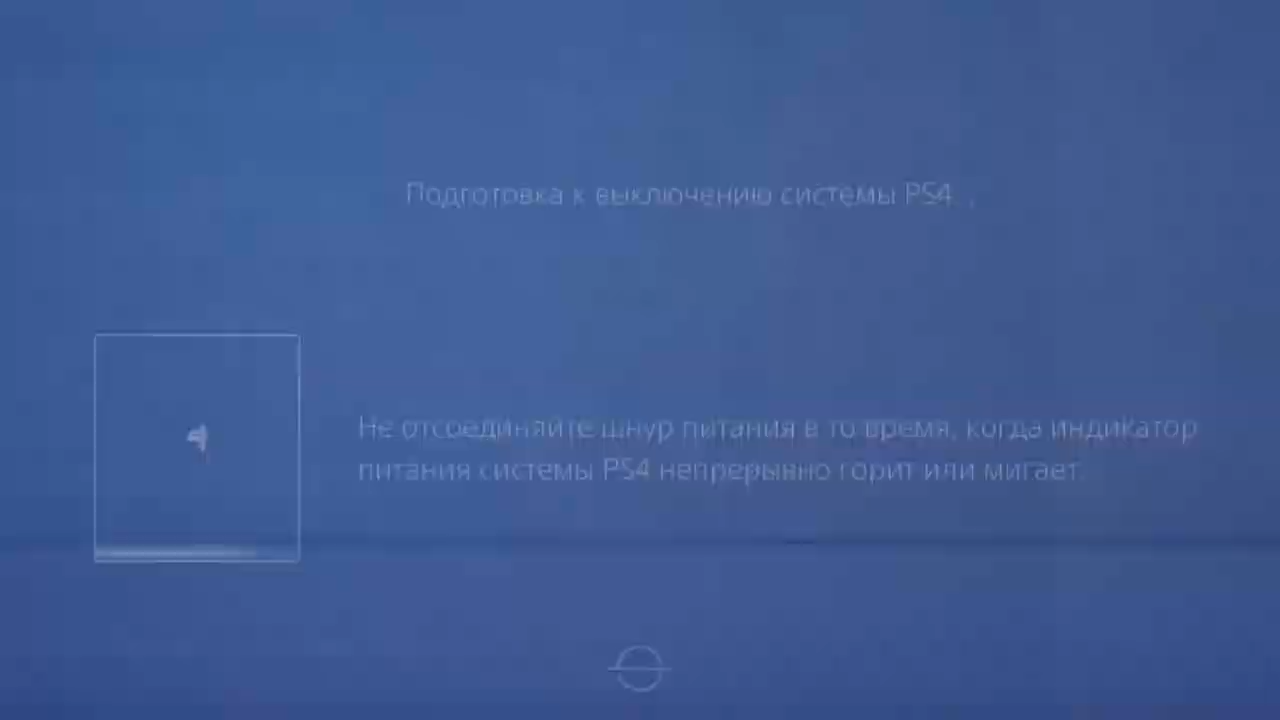 Подготовка к выключению системы PS4...
Не отсоединяйте шнур питания в то время, когда индикатор
питания системы PS4 непрерывно горит или мигает.